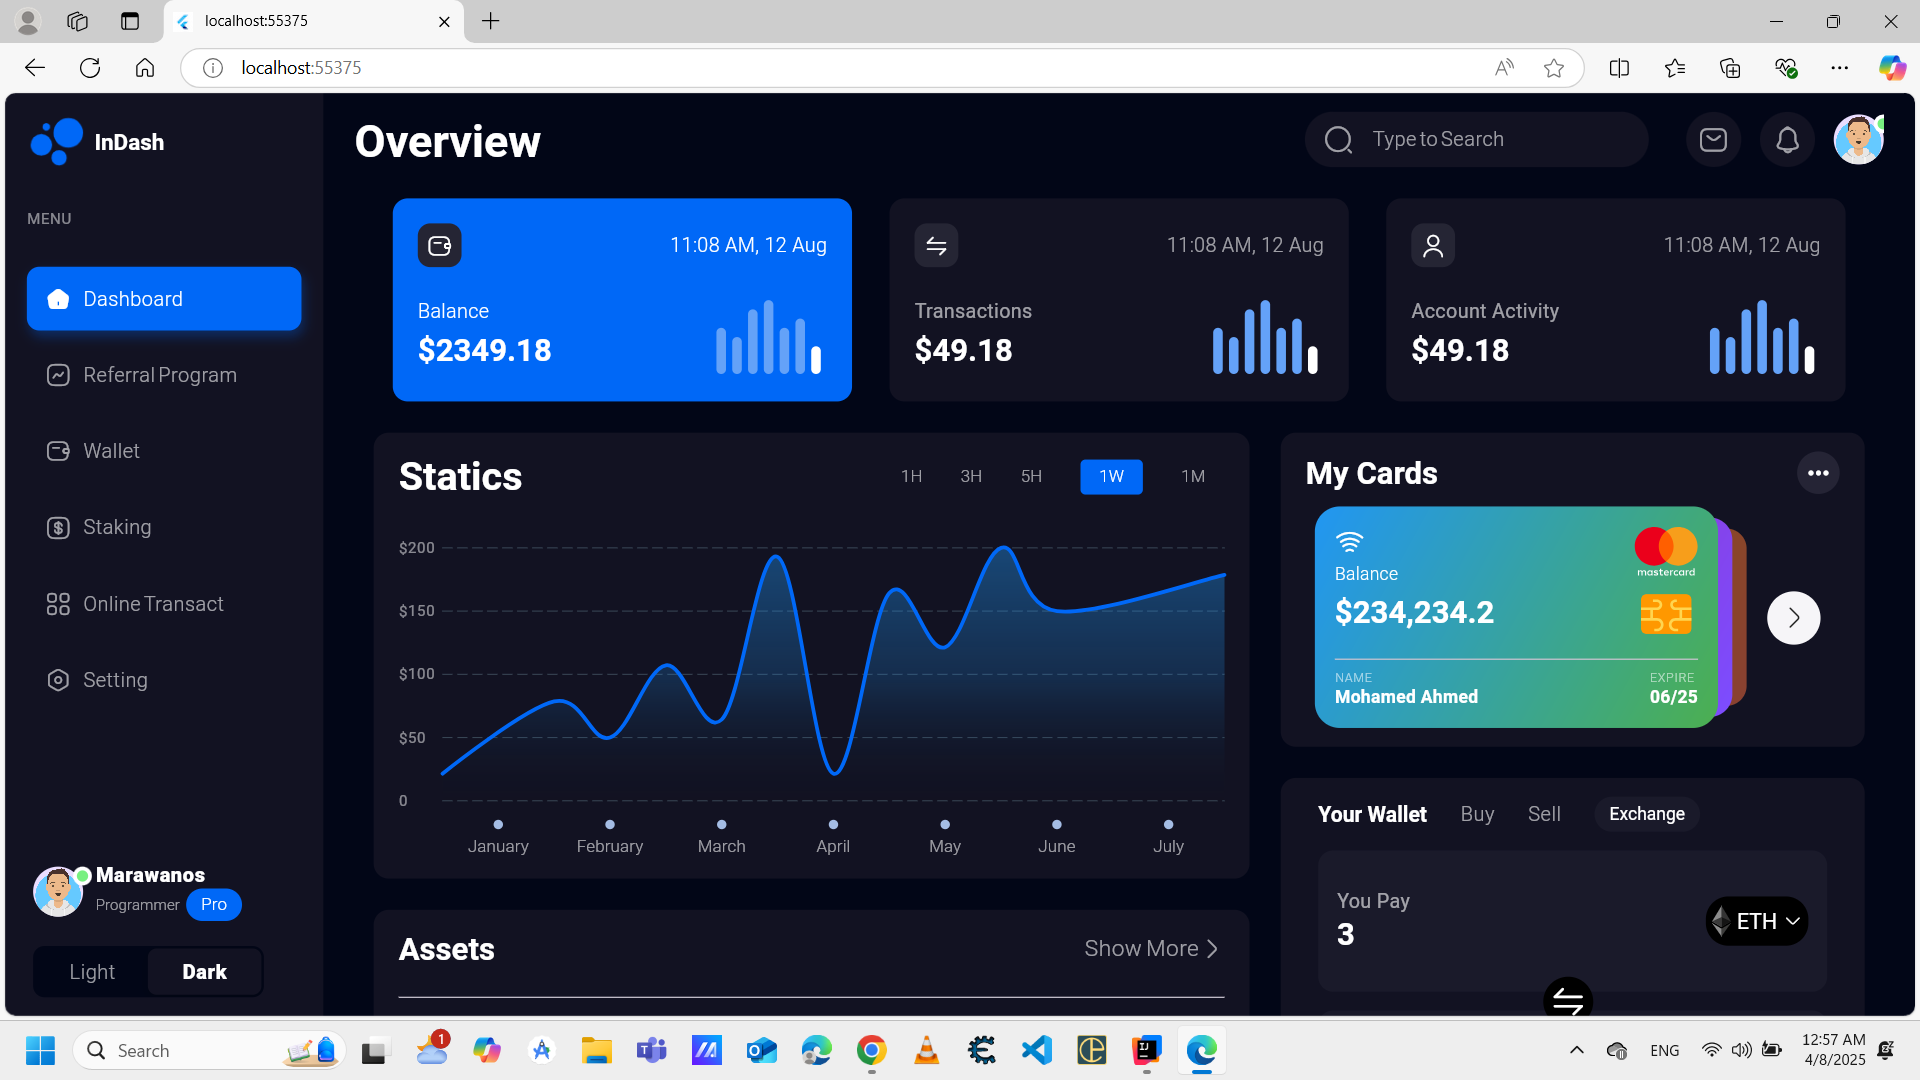 localhost:55375
localhost:55375
InDash
Overview
Type to Search
MENU
Dashboard
Referral Program
Wallet
Staking
Online Transact
Setting
11:08 AM, 12 Aug
Balance
$2349.18
11:08 AM, 12 Aug
Transactions
$49.18
11:08 AM, 12 Aug
Account Activity
$49.18
Statics
1H 3H 5H 1W 1M
$200
$150
$100
$50
0
January February March April May June July
My Cards
mastercard
Balance
$234,234.2
NAME EXPIRE
Mohamed Ahmed 06/25
Your Wallet Buy Sell Exchange
You Pay
3
ETH
Assets
Show More
Marawanos
Programmer Pro
Light Dark
Search
1
ENG
12:57 AM
4/8/2025